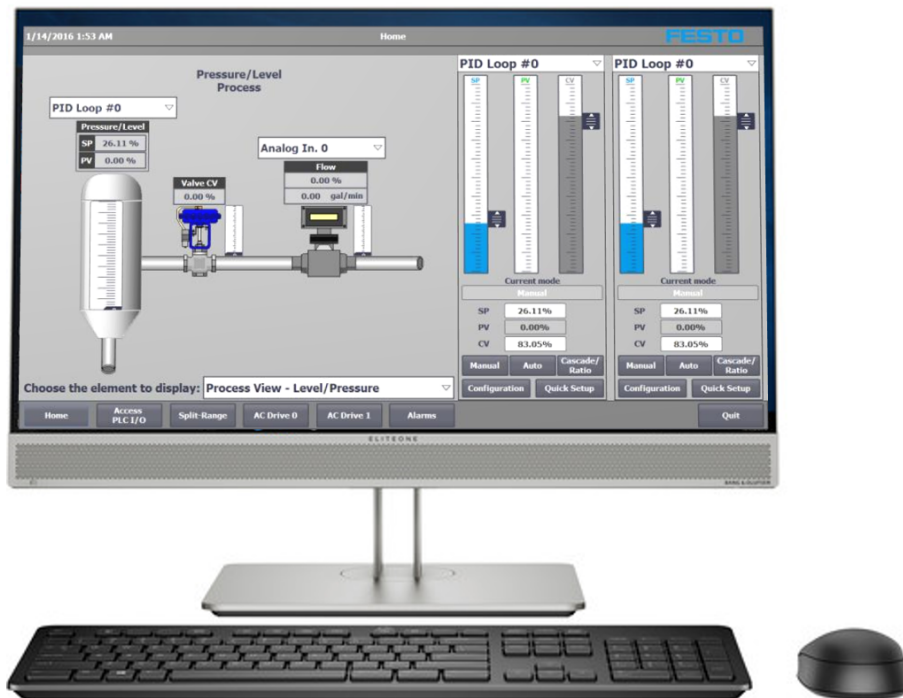 1/14/2016 1:53 AM
Home
FESTO
Pressure/Level
Process
PID Loop #0
Pressure/Level
SP 26.11 %
PV 0.00 %
Valve CV
0.00 %
Analog In. 0
Flow
0.00 %
0.00 gal/min
Choose the element to display: Process View - Level/Pressure
PID Loop #0
SP PV CV
Current mode
Manual
SP 26.11%
PV 0.00%
CV 83.05%
Manual Auto Cascade/
Ratio
Configuration Quick Setup
PID Loop #0
SP PV CV
Current mode
Manual
SP 26.11%
PV 0.00%
CV 83.05%
Manual Auto Cascade/
Ratio
Configuration Quick Setup
Home Access
PLC I/O Split-Range AC Drive 0 AC Drive 1 Alarms Quit
ELITEONE
BANG & OLUFSEN